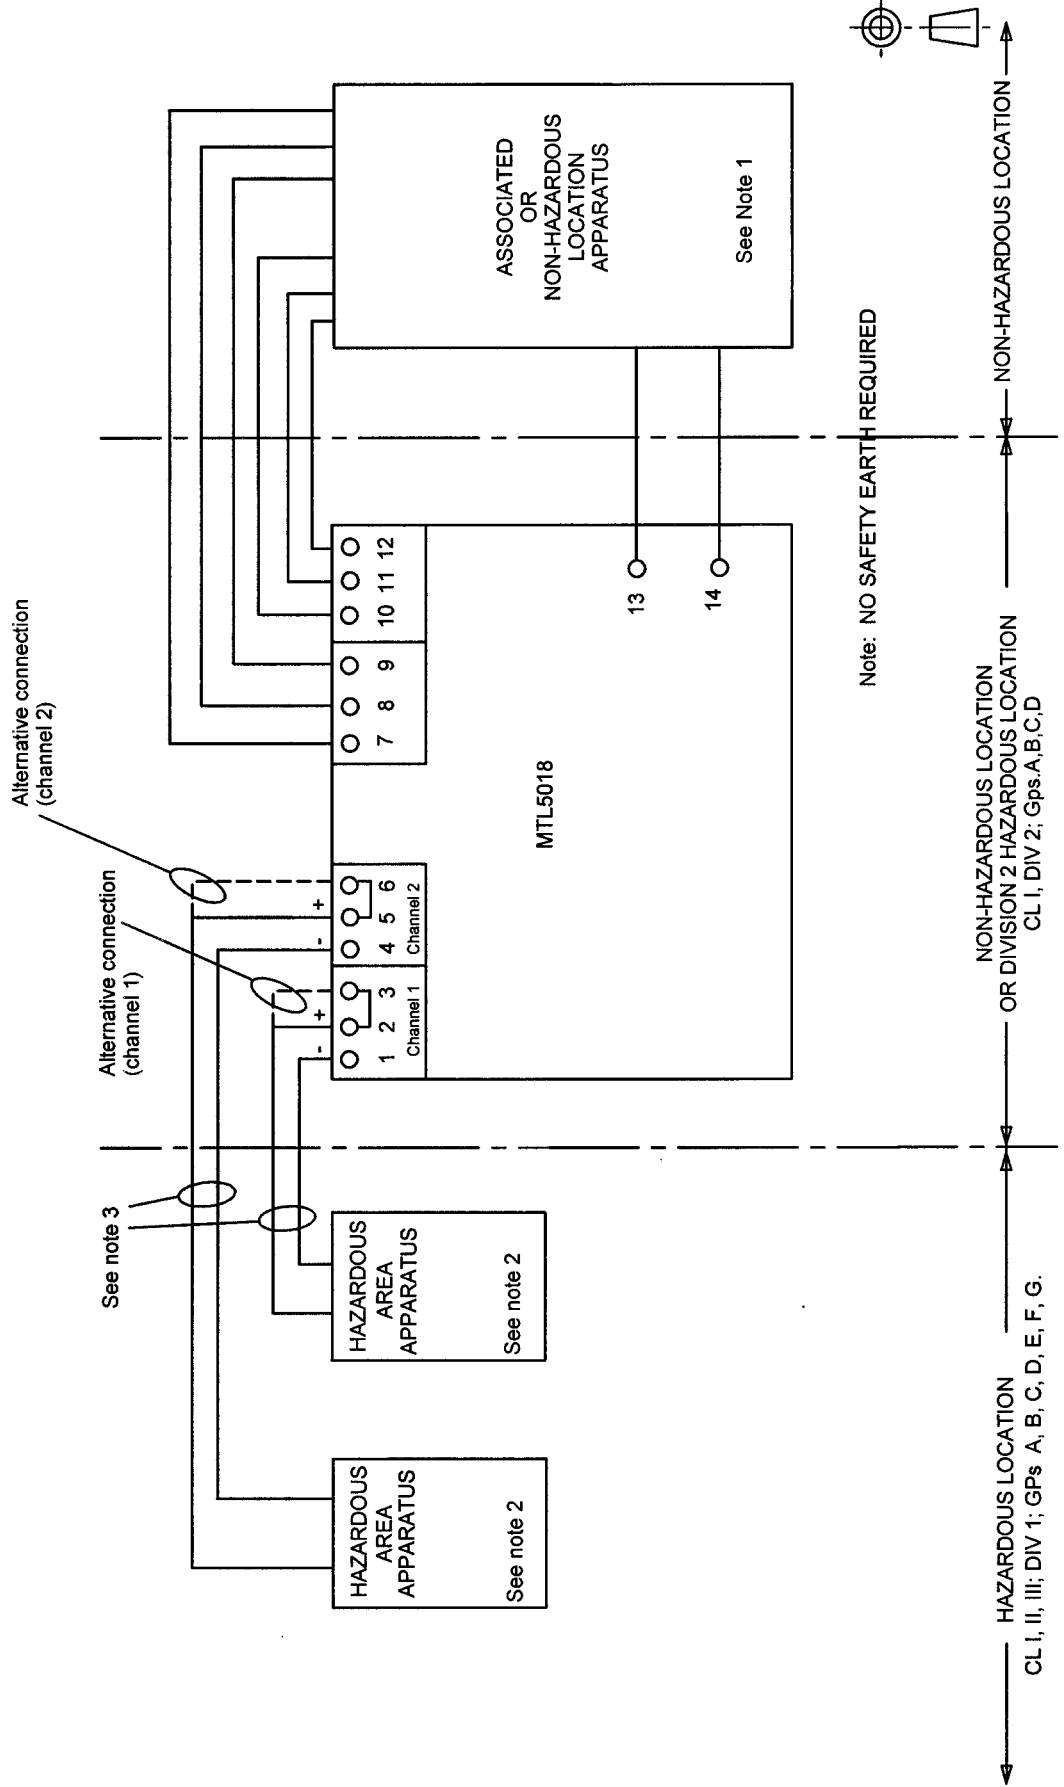 See note 3
Alternative connection
(channel 1)
Alternative connection
(channel 2)
HAZARDOUS
AREA
APPARATUS
See note 2
HAZARDOUS
AREA
APPARATUS
See note 2
- +
- +
1 2 3
Channel 1
4 5 6
Channel 2
7 8 9
10 11 12
MTL5018
13
14
ASSOCIATED
OR
NON-HAZARDOUS
LOCATION
APPARATUS
See Note 1
Note: NO SAFETY EARTH REQUIRED
HAZARDOUS LOCATION
CL I, II, III; DIV 1; GPs A, B, C, D, E, F, G.
NON-HAZARDOUS LOCATION
OR DIVISION 2 HAZARDOUS LOCATION
CL I, DIV 2; Gps.A,B,C,D
NON-HAZARDOUS LOCATION